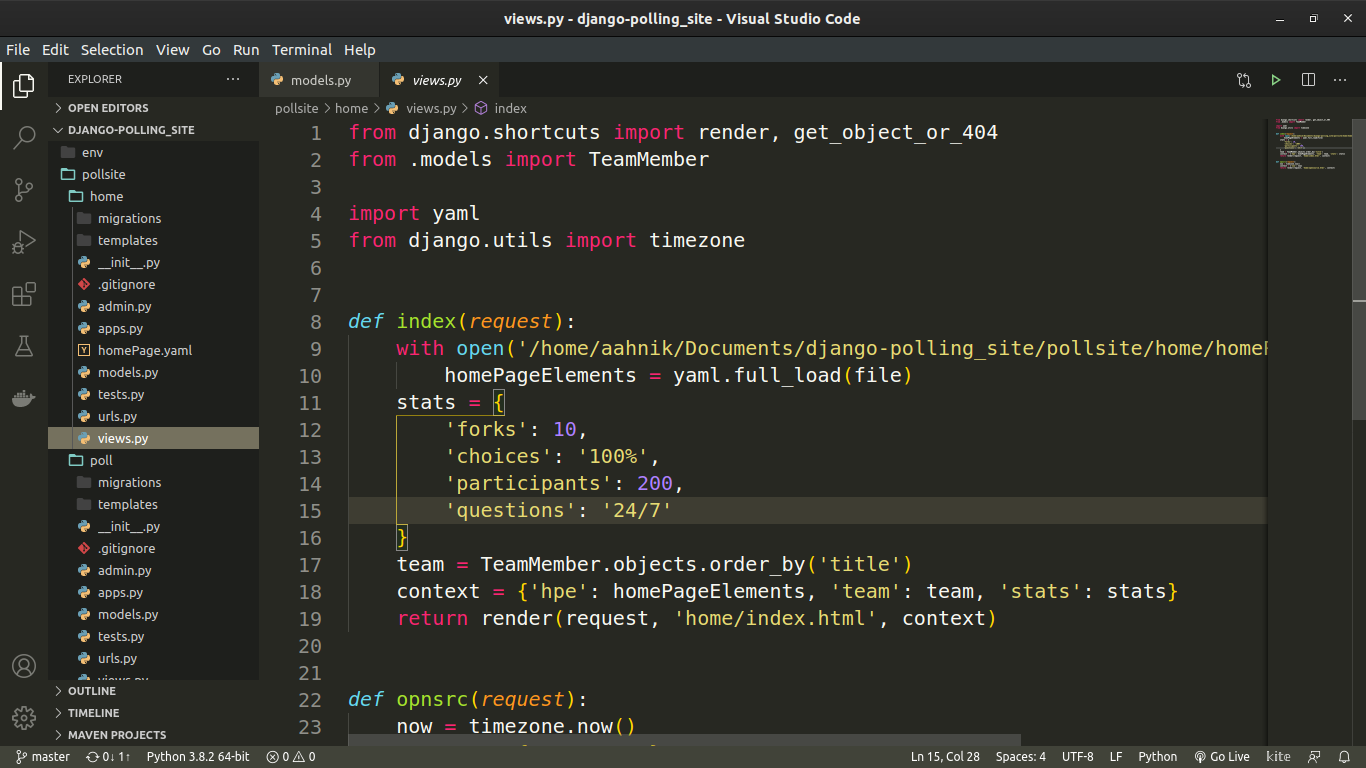 views.py - django-polling_site - Visual Studio Code
File Edit Selection View Go Run Terminal Help
EXPLORER
OPEN EDITORS
DJANGO-POLLING_SITE
env
pollsite
home
migrations
templates
__init__.py
.gitignore
admin.py
apps.py
homePage.yaml
models.py
tests.py
urls.py
views.py
poll
migrations
templates
__init__.py
.gitignore
admin.py
apps.py
models.py
tests.py
urls.py
OUTLINE
TIMELINE
MAVEN PROJECTS
models.py views.py
pollsite > home > views.py > index
1 from django.shortcuts import render, get_object_or_404
2 from .models import TeamMember
3
4 import yaml
5 from django.utils import timezone
6
7
8 def index(request):
9     with open('/home/aahnik/Documents/django-polling_site/pollsite/home/home
10         homePageElements = yaml.full_load(file)
11     stats = {
12         'forks': 10,
13         'choices': '100%',
14         'participants': 200,
15         'questions': '24/7'
16     }
17     team = TeamMember.objects.order_by('title')
18     context = {'hpe': homePageElements, 'team': team, 'stats': stats}
19     return render(request, 'home/index.html', context)
20
21
22 def opnsrc(request):
23     now = timezone.now()
master 0↓ 1↑ Python 3.8.2 64-bit 0 0 Ln 15, Col 28 Spaces: 4 UTF-8 LF Python Go Live kite